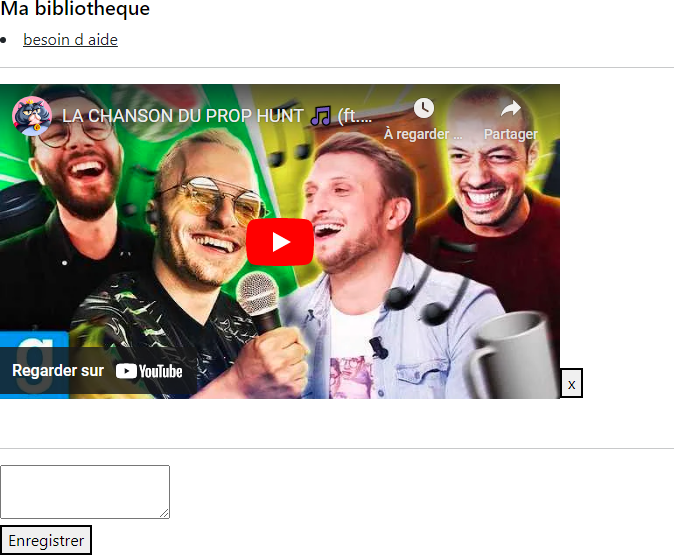 Ma bibliotheque
besoin d aide
LA CHANSON DU PROP HUNT 🎵 (ft....
À regarder ...
Partager
g
Regarder sur YouTube
x
Enregistrer